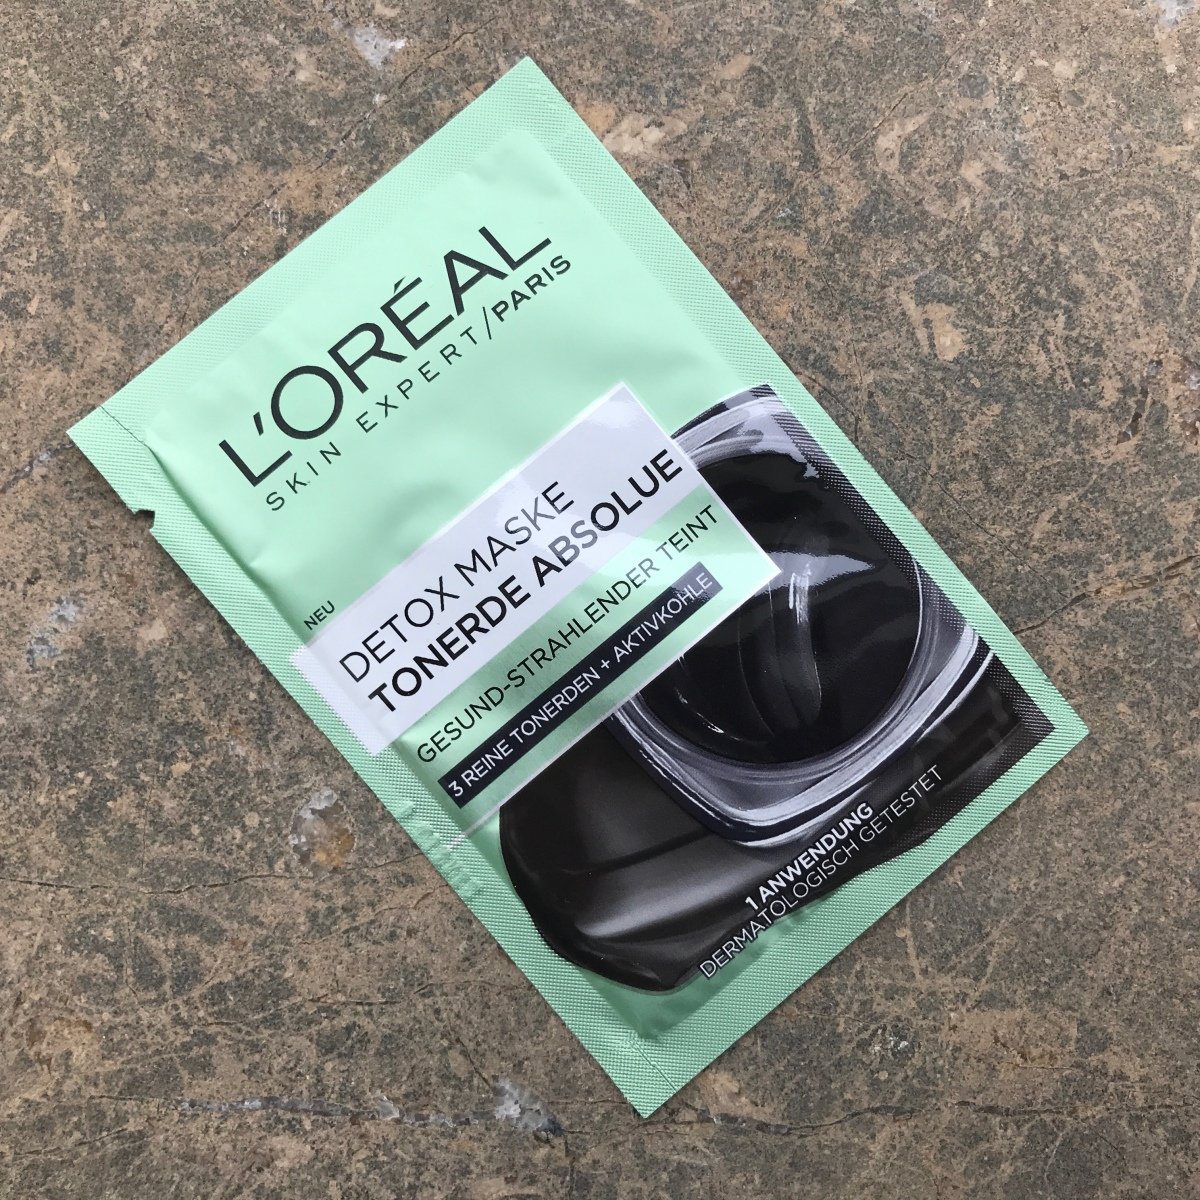 L'ORÉAL
SKIN EXPERT/PARIS
NEU
DETOX MASKE
TONERDE ABSOLUE
GESUND-STRAHLENDER TEINT
3 REINE TONERDEN + AKTIVKOHLE
1 ANWENDUNG
DERMATOLOGISCH GETESTET